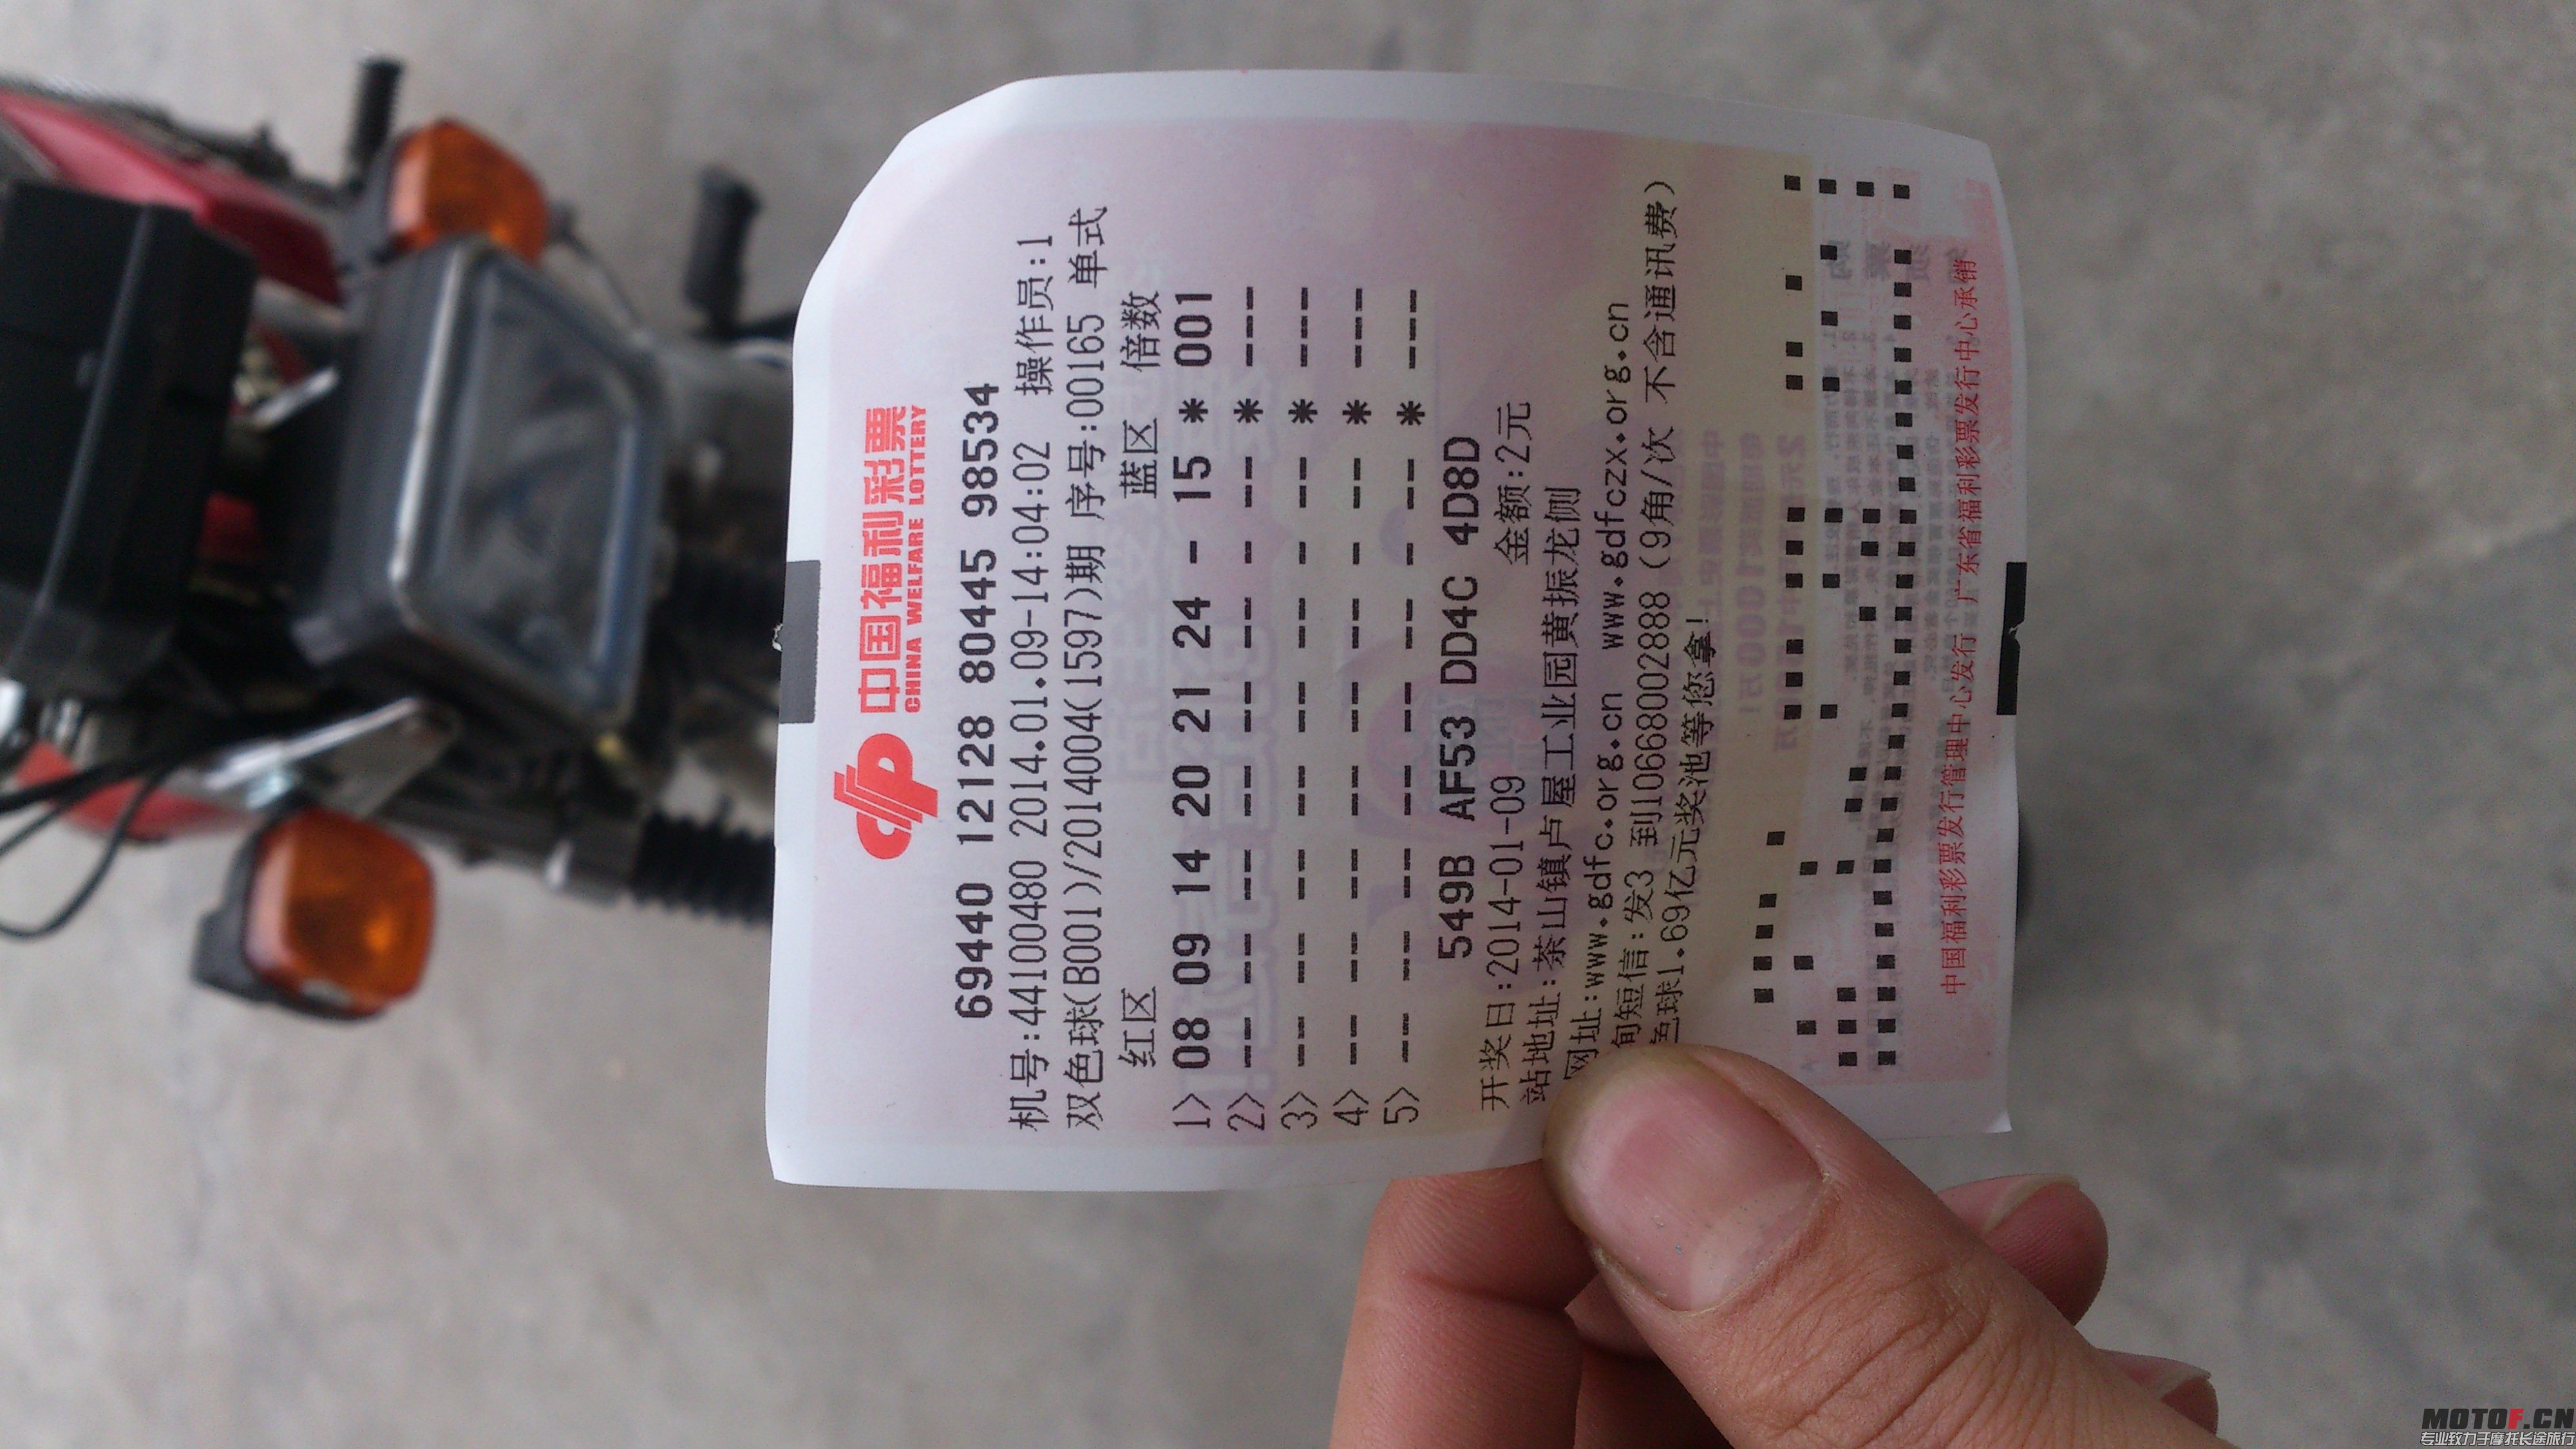 中国福利彩票
CHINA WELFARE LOTTERY
69440 12128 80445 98534
机号:44100480 2014.01.09-14:04:02 操作员:1
双色球(B001)/2014004(1597)期 序号:00165 单式
红区 蓝区 倍数
1> 08 09 14 20 21 24 - 15 * 001
2> -- -- -- -- -- -- - -- * ---
3> -- -- -- -- -- -- - -- * ---
4> -- -- -- -- -- -- - -- * ---
5> -- -- -- -- -- -- - -- * ---
549B AF53 DD4C 4D8D
开奖日:2014-01-09 金额:2元
站地址:茶山镇卢屋工业园黄振龙侧
网址:www.gdfc.org.cn www.gdfczx.org.cn
短信:发3 到10668002888 (9角/次 不含通讯费)
色球1.69亿元奖池等您拿!
中国福利彩票发行管理中心发行 广东省福利彩票发行中心承销
MOTOF.CN
专业致力于摩托长途旅行